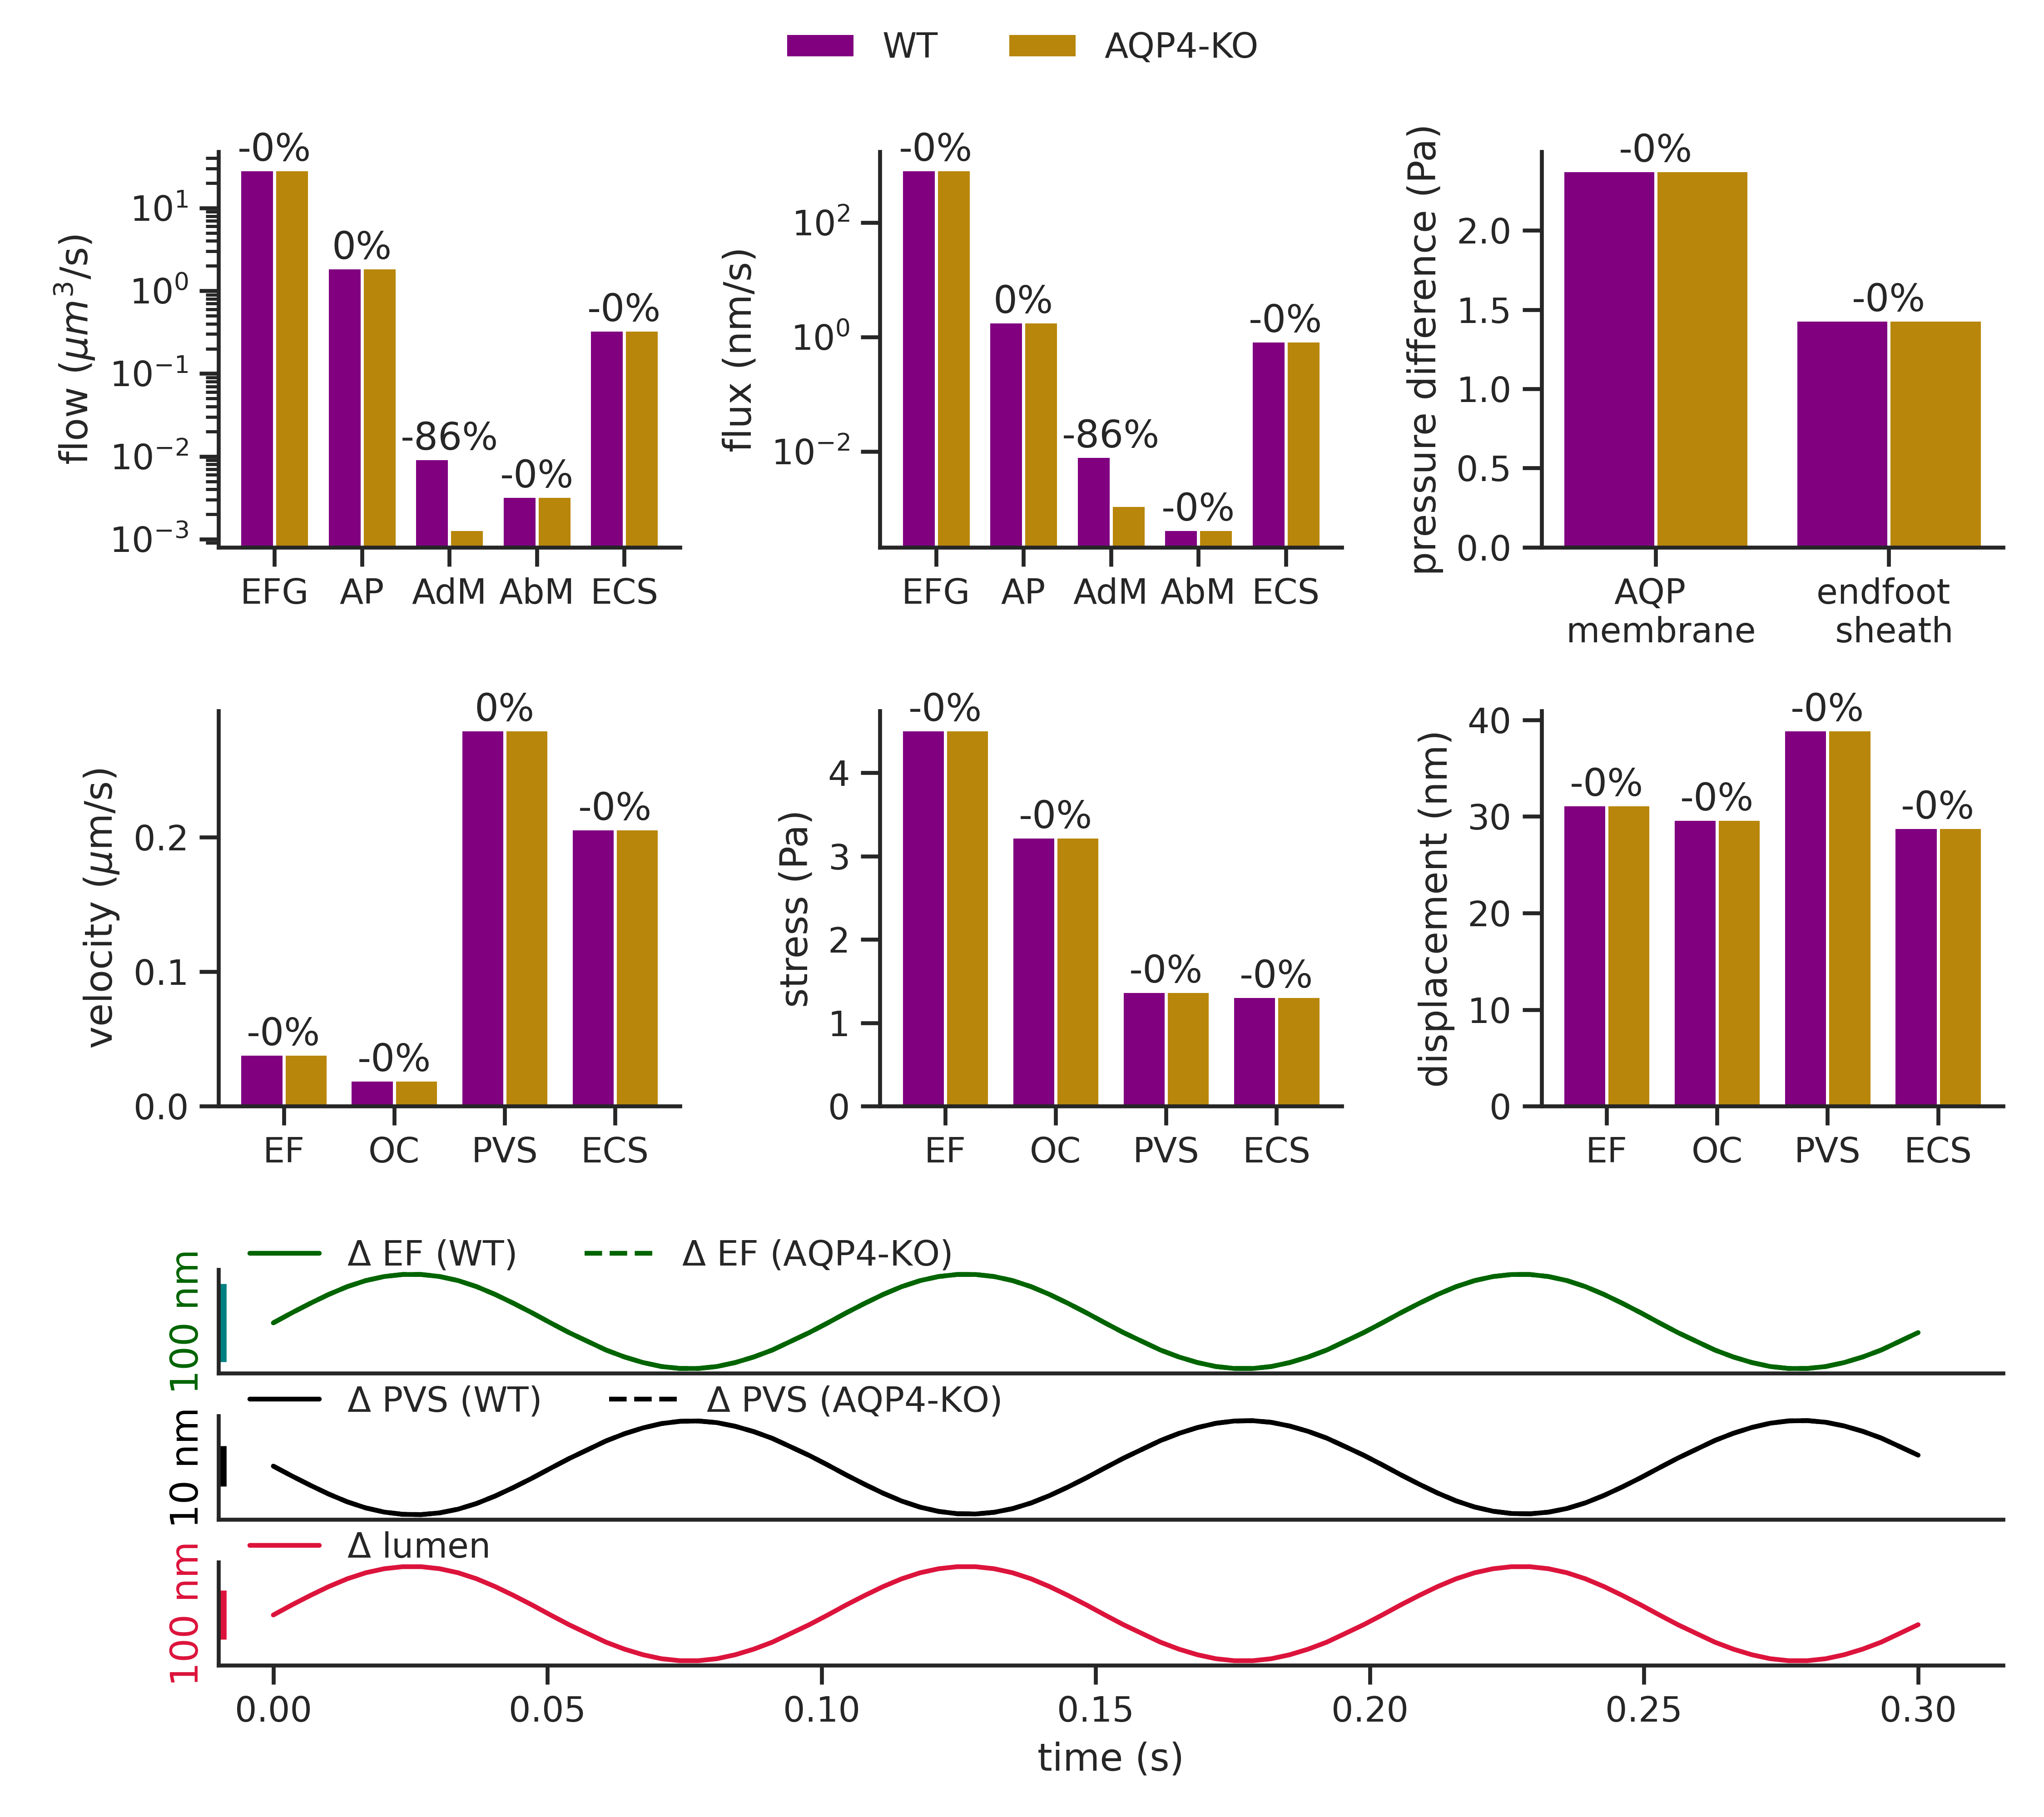 WT AQP4-KO
flow (μm³/s)
10¹
10⁰
10⁻¹
10⁻²
10⁻³
-0%
0%
-86%
-0%
-0%
EFG AP AdM AbM ECS
flux (nm/s)
10²
10⁰
10⁻²
-0%
0%
-86%
-0%
-0%
EFG AP AdM AbM ECS
pressure difference (Pa)
2.0
1.5
1.0
0.5
0.0
-0%
-0%
AQP
membrane
endfoot
sheath
velocity (μm/s)
0.2
0.1
0.0
-0%
-0%
0%
-0%
EF OC PVS ECS
stress (Pa)
4
3
2
1
0
-0%
-0%
-0%
-0%
EF OC PVS ECS
displacement (nm)
40
30
20
10
0
-0%
-0%
-0%
-0%
EF OC PVS ECS
100 nm
Δ EF (WT) Δ EF (AQP4-KO)
10 nm
Δ PVS (WT) Δ PVS (AQP4-KO)
100 nm
Δ lumen
0.00 0.05 0.10 0.15 0.20 0.25 0.30
time (s)